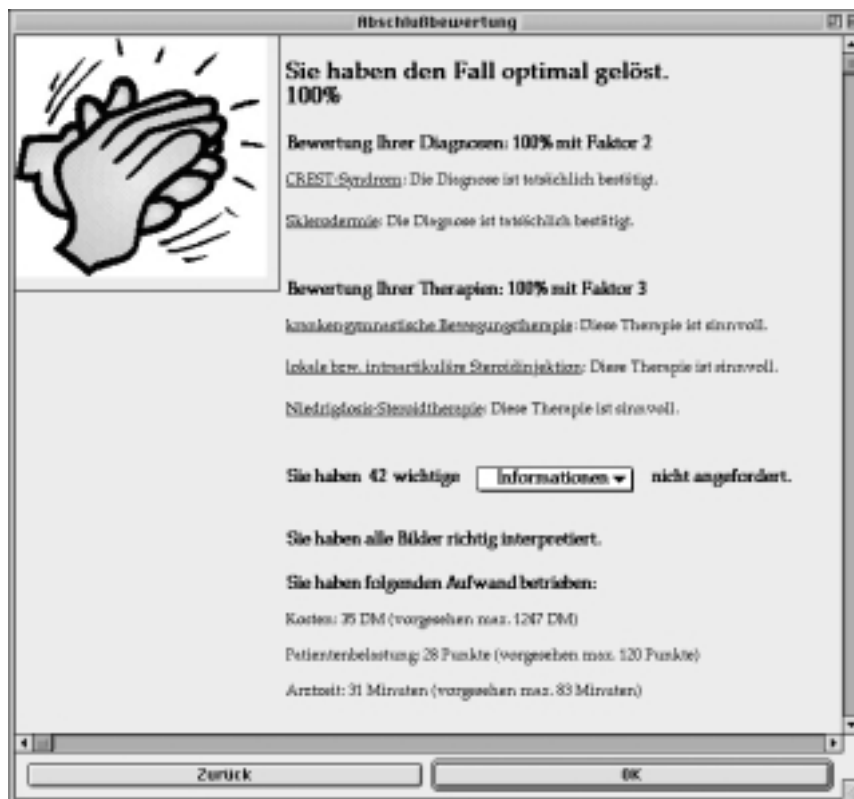 Abschlußbewertung
Sie haben den Fall optimal gelöst.
100%
Bewertung Ihrer Diagnosen: 100% mit Faktor 2
CREST-Syndrom: Die Diagnose ist tatsächlich bestätigt.
Sklerodermie: Die Diagnose ist tatsächlich bestätigt.
Bewertung Ihrer Therapien: 100% mit Faktor 3
krankengymnastische Bewegungstherapie: Diese Therapie ist sinnvoll.
lokale bzw. intraartikuläre Steroidinjektion: Diese Therapie ist sinnvoll.
Niedrigdosis-Steroidtherapie: Diese Therapie ist sinnvoll.
Sie haben 42 wichtige Informationen nicht angefordert.
Sie haben alle Bilder richtig interpretiert.
Sie haben folgenden Aufwand betrieben:
Kosten: 35 DM (vorgesehen max. 1247 DM)
Patientenbelastung: 28 Punkte (vorgesehen max. 120 Punkte)
Arztzeit: 31 Minuten (vorgesehen max. 83 Minuten)
Zurück
OK